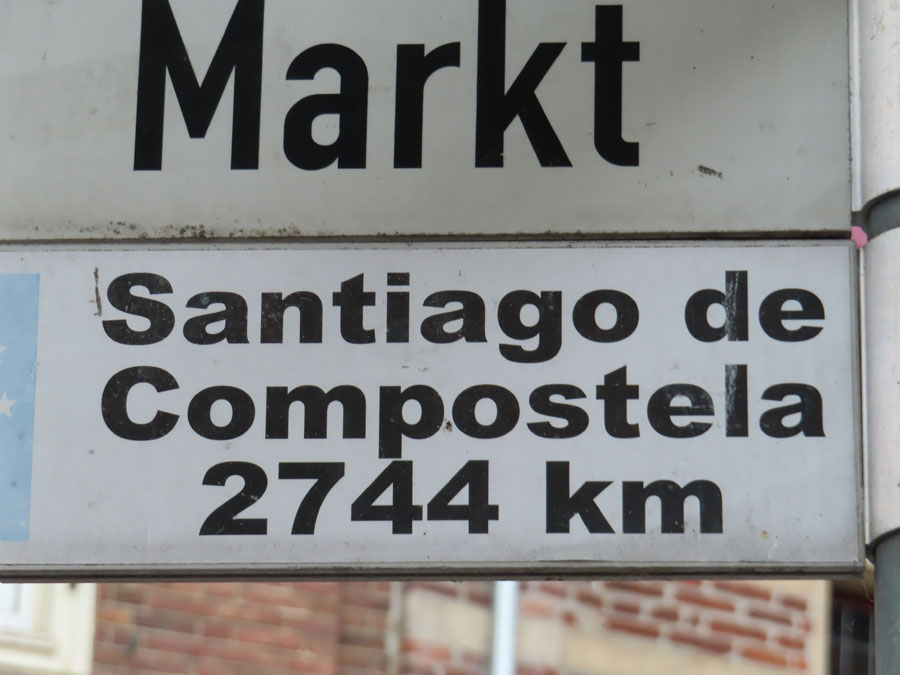 Markt
Santiago de
Compostela
2744 km